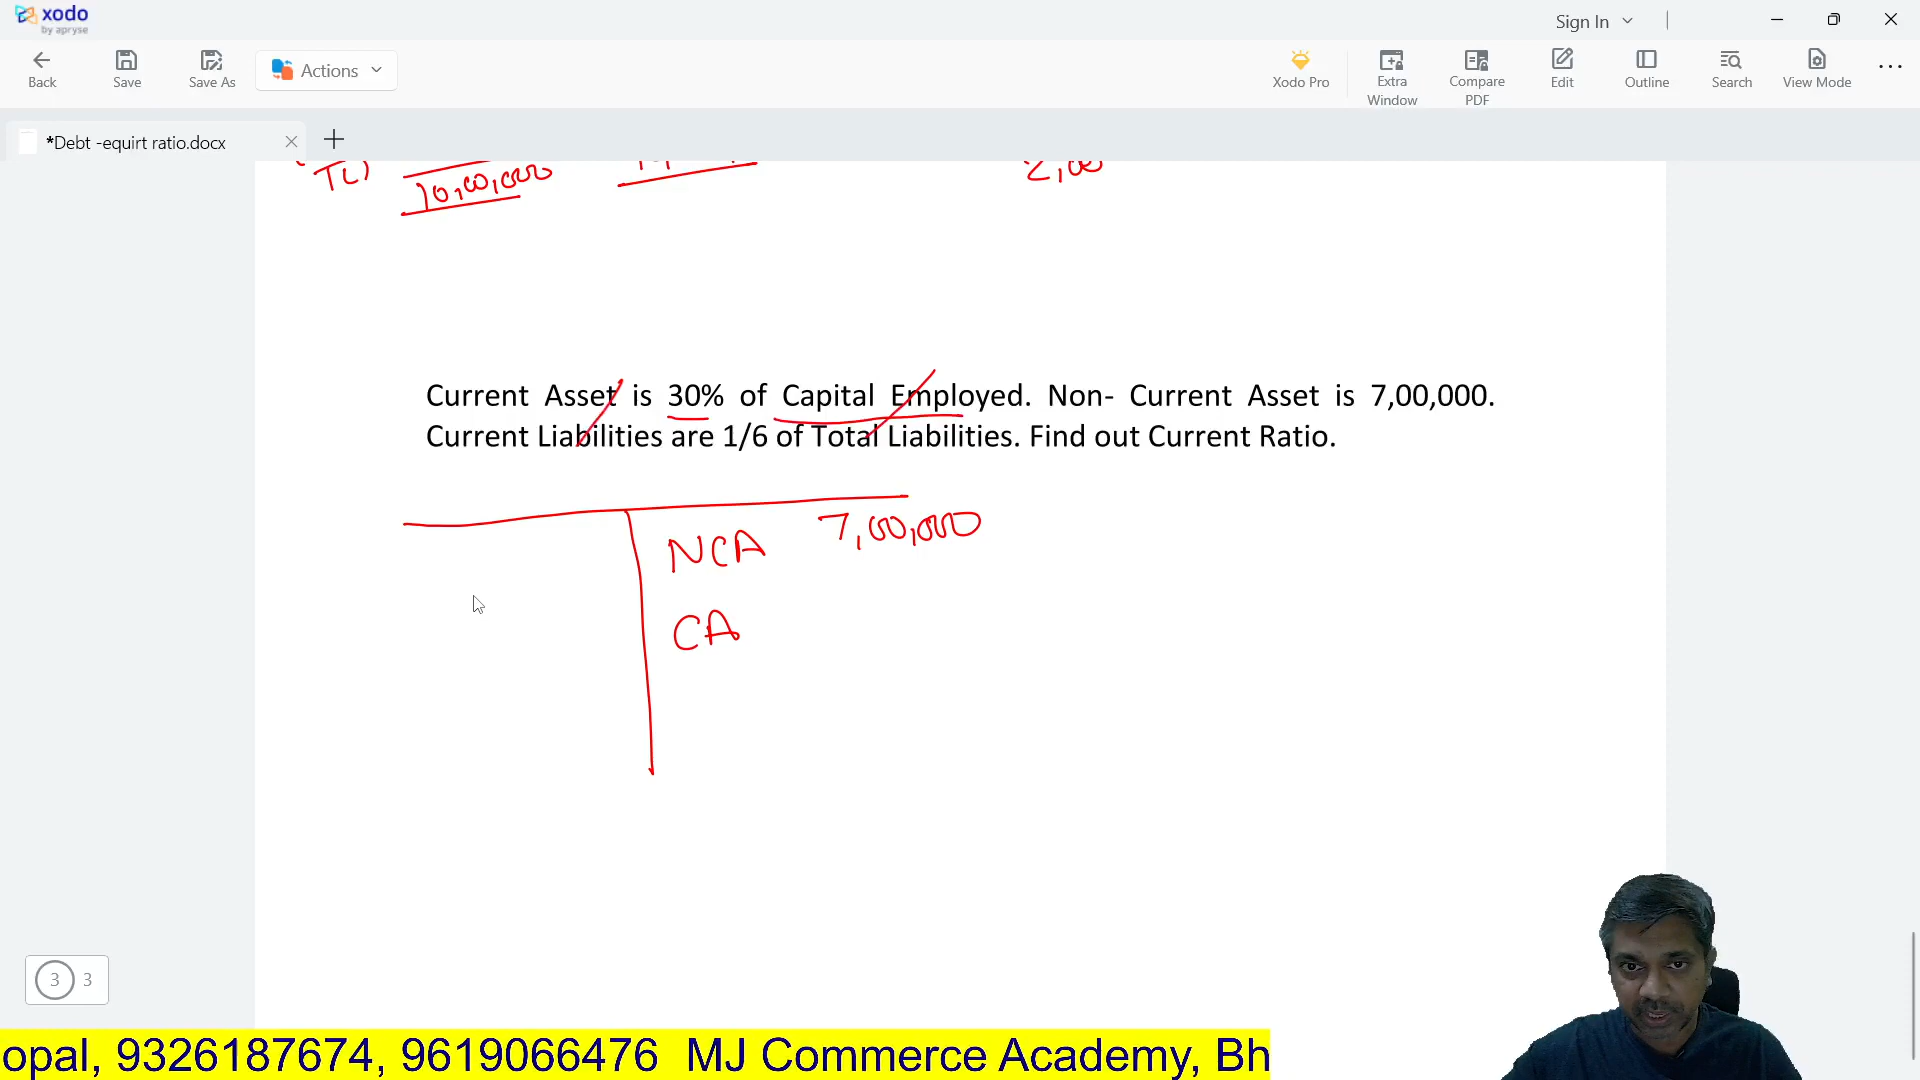 xodo
by apryse
Sign In
Back
Save
Save As
Actions
Xodo Pro
Extra Window
Compare PDF
Edit
Outline
Search
View Mode
*Debt -equirt ratio.docx
10,00,000
Current Asset is 30% of Capital Employed. Non- Current Asset is 7,00,000.
Current Liabilities are 1/6 of Total Liabilities. Find out Current Ratio.
NCA 7,00,000
CA
3 3
opal, 9326187674, 9619066476 MJ Commerce Academy, Bh